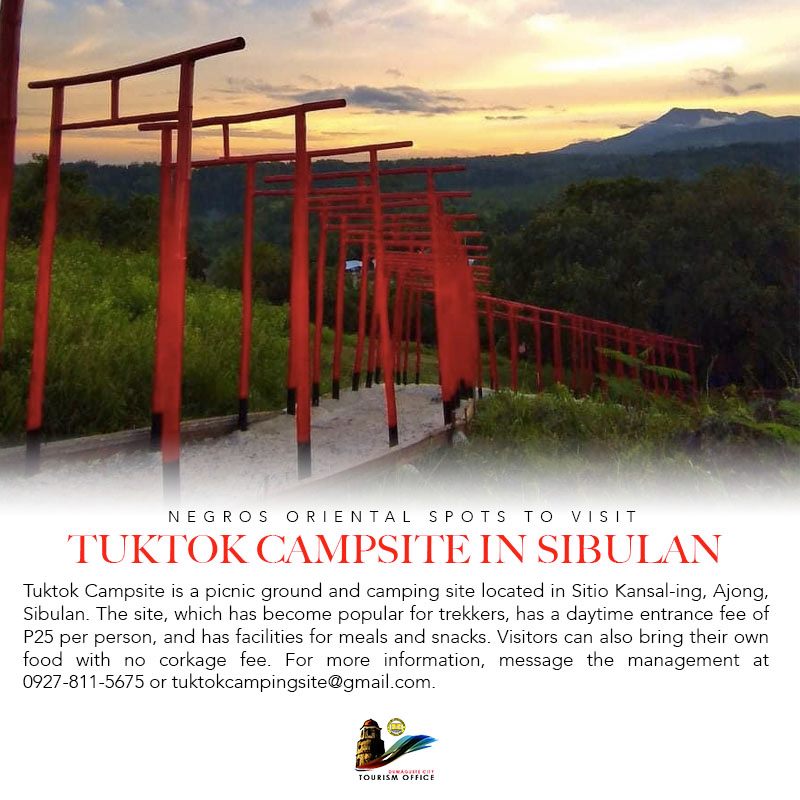 NEGROS ORIENTAL SPOTS TO VISIT
TUKTOK CAMPSITE IN SIBULAN
Tuktok Campsite is a picnic ground and camping site located in Sitio Kansal-ing, Ajong,
Sibulan. The site, which has become popular for trekkers, has a daytime entrance fee of
P25 per person, and has facilities for meals and snacks. Visitors can also bring their own
food with no corkage fee. For more information, message the management at
0927-811-5675 or tuktokcampingsite@gmail.com.
DUMAGUETE CITY
TOURISM OFFICE